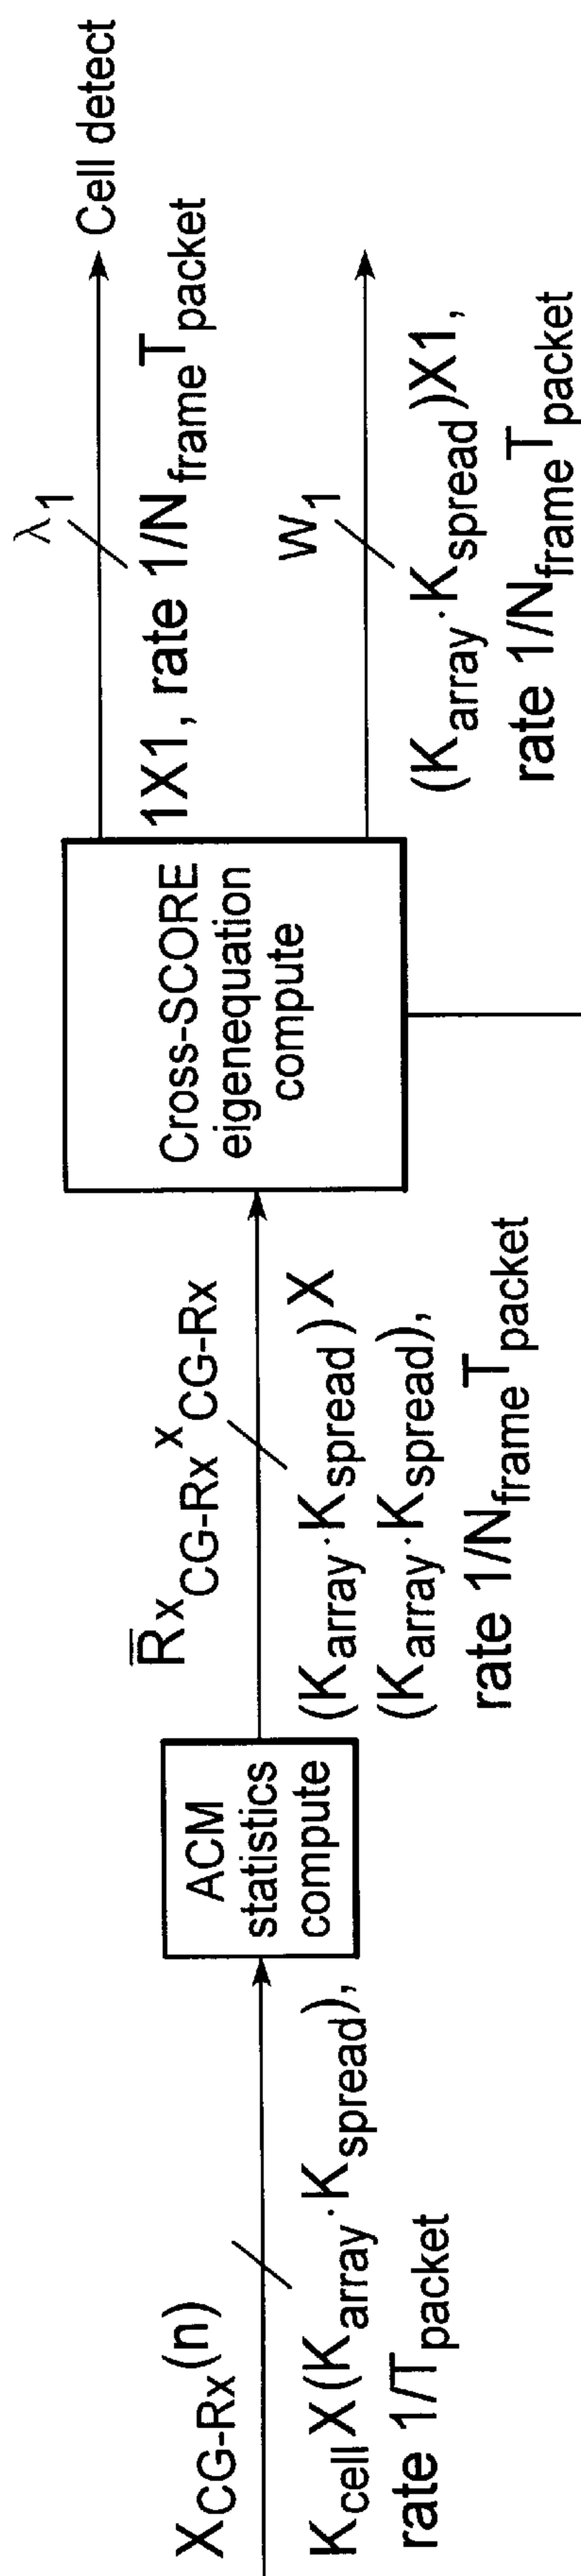 X_CG-Rx(n)
K_cell X (K_array · K_spread),
rate 1/T_packet
ACM
statistics
compute
R̅x_CG-Rx x_CG-Rx
(K_array · K_spread) X
(K_array · K_spread),
rate 1/N_frame T_packet
Cross-SCORE
eigenequation
compute
λ1
1X1, rate 1/N_frame T_packet
Cell detect
W1
(K_array · K_spread)X1,
rate 1/N_frame T_packet